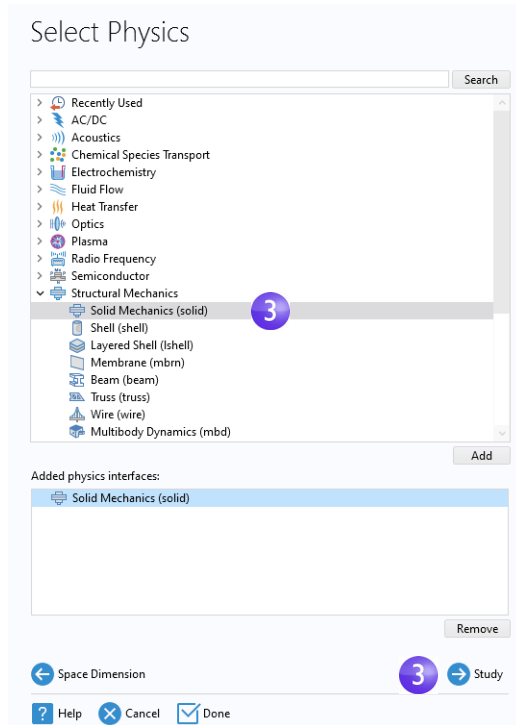 Select Physics
Search
Recently Used
AC/DC
Acoustics
Chemical Species Transport
Electrochemistry
Fluid Flow
Heat Transfer
Optics
Plasma
Radio Frequency
Semiconductor
Structural Mechanics
Solid Mechanics (solid) 3
Shell (shell)
Layered Shell (lshell)
Membrane (mbrn)
Beam (beam)
Truss (truss)
Wire (wire)
Multibody Dynamics (mbd)
Add
Added physics interfaces:
Solid Mechanics (solid)
Remove
Space Dimension 3 Study
? Help Cancel Done